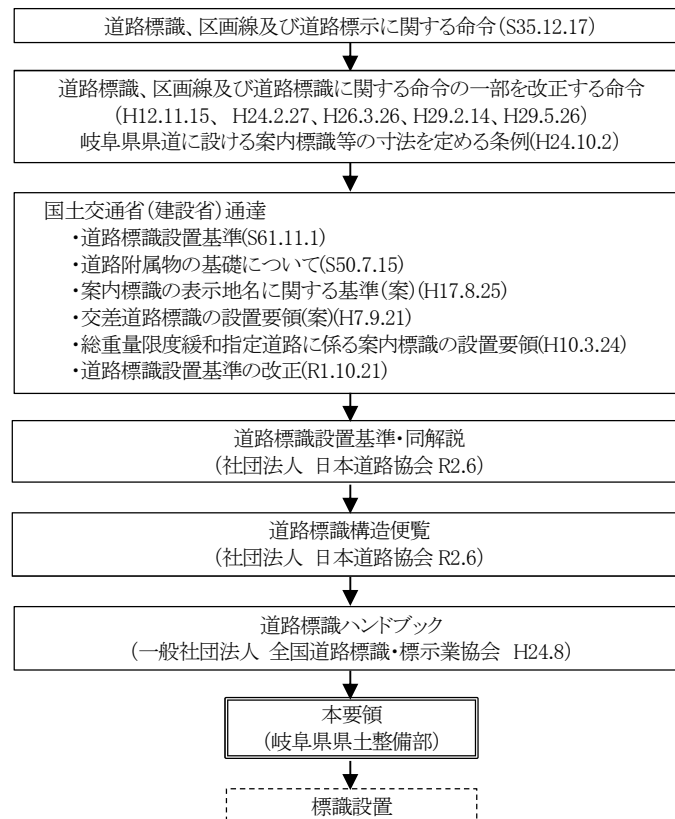 道路標識、区画線及び道路標示に関する命令(S35.12.17)
道路標識、区画線及び道路標識に関する命令の一部を改正する命令
(H12.11.15、 H24.2.27、H26.3.26、H29.2.14、H29.5.26)
岐阜県県道に設ける案内標識等の寸法を定める条例(H24.10.2)
国土交通省(建設省)通達
・道路標識設置基準(S61.11.1)
・道路附属物の基礎について(S50.7.15)
・案内標識の表示地名に関する基準(案)(H17.8.25)
・交差道路標識の設置要領(案)(H7.9.21)
・総重量限度緩和指定道路に係る案内標識の設置要領(H10.3.24)
・道路標識設置基準の改正(R1.10.21)
道路標識設置基準・同解説
(社団法人 日本道路協会 R2.6)
道路標識構造便覧
(社団法人 日本道路協会 R2.6)
道路標識ハンドブック
(一般社団法人 全国道路標識・標示業協会 H24.8)
本要領
(岐阜県県土整備部)
標識設置